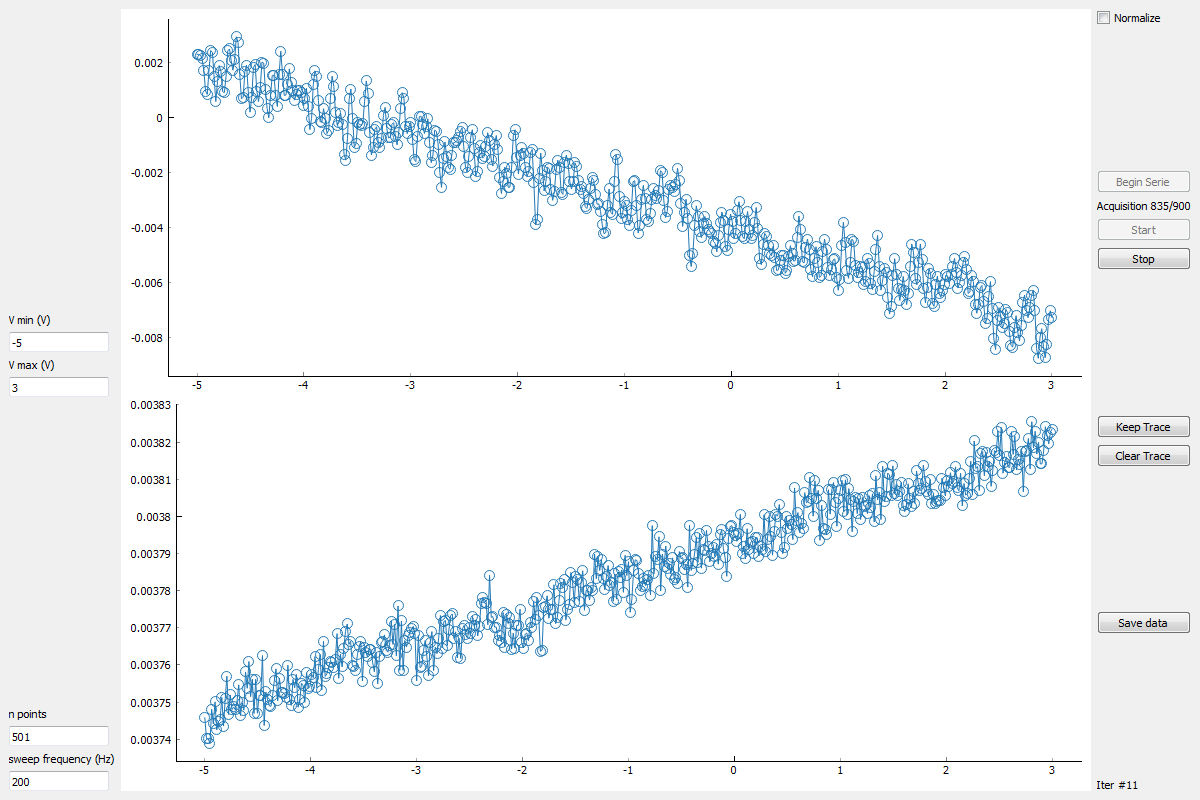 Normalize
0.002
0
-0.002
-0.004
-0.006
-0.008
-5 -4 -3 -2 -1 0 1 2 3
Begin Serie
Acquisition 835/900
Start
Stop
V min (V)
-5
V max (V)
3
0.00383
0.00382
0.00381
0.0038
0.00379
0.00378
0.00377
0.00376
0.00375
0.00374
-5 -4 -3 -2 -1 0 1 2 3
Keep Trace
Clear Trace
Save data
n points
501
sweep frequency (Hz)
200
Iter #11